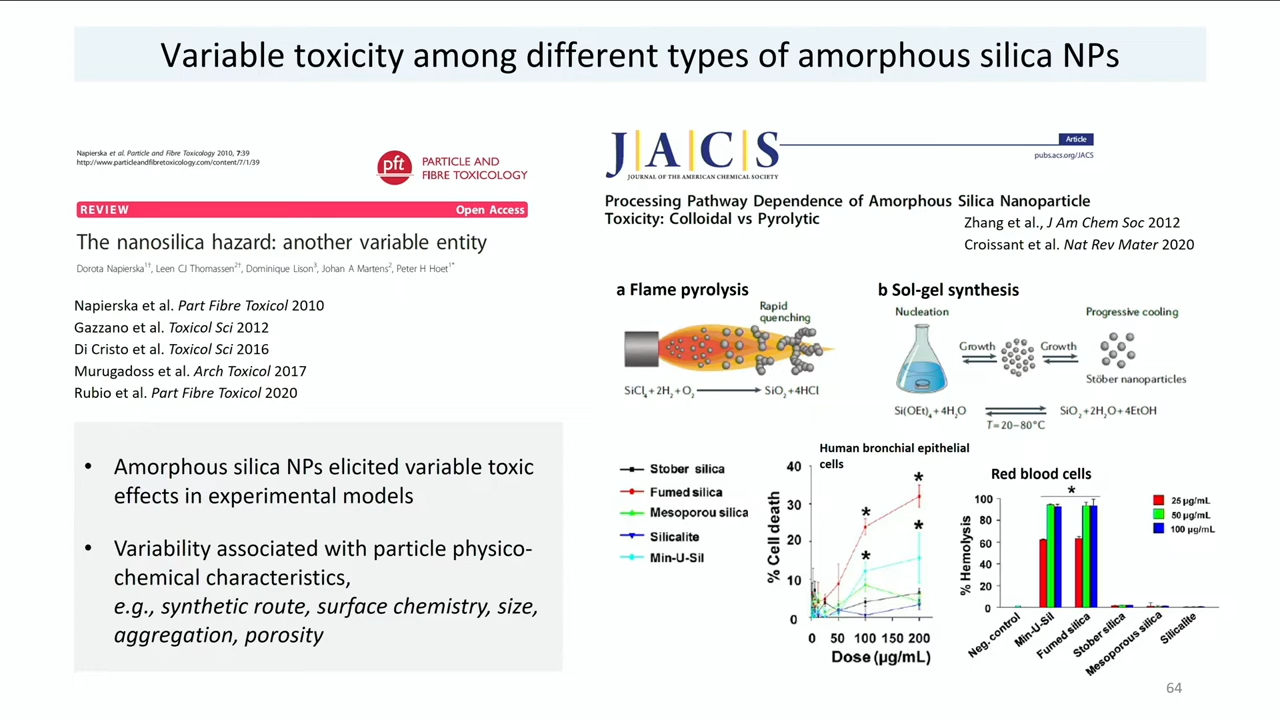 Variable toxicity among different types of amorphous silica NPs
Napierska et al. Particle and Fibre Toxicology 2010, 7:39
http://www.particleandfibretoxicology.com/content/7/1/39
pft
PARTICLE AND
FIBRE TOXICOLOGY
REVIEW
Open Access
The nanosilica hazard: another variable entity
Dorota Napierska1†, Leen CJ Thomassen2†, Dominique Lison3, Johan A Martens2, Peter H Hoet1*
Napierska et al. Part Fibre Toxicol 2010
Gazzano et al. Toxicol Sci 2012
Di Cristo et al. Toxicol Sci 2016
Murugadoss et al. Arch Toxicol 2017
Rubio et al. Part Fibre Toxicol 2020
• Amorphous silica NPs elicited variable toxic
effects in experimental models
• Variability associated with particle physico-
chemical characteristics,
e.g., synthetic route, surface chemistry, size,
aggregation, porosity
J|A|C|S
JOURNAL OF THE AMERICAN CHEMICAL SOCIETY
Article
pubs.acs.org/JACS
Processing Pathway Dependence of Amorphous Silica Nanoparticle
Toxicity: Colloidal vs Pyrolytic
Zhang et al., J Am Chem Soc 2012
Croissant et al. Nat Rev Mater 2020
a Flame pyrolysis
Rapid
quenching
SiCl4+2H2+O2
SiO2+4HCl
b Sol-gel synthesis
Nucleation
Progressive cooling
Growth
Growth
Stöber nanoparticles
Si(OEt)4+4H2O
SiO2+2H2O+4EtOH
T=20–80°C
Stober silica
Fumed silica
Mesoporou silica
Silicalite
Min-U-Sil
Human bronchial epithelial
cells
% Cell death
40
30
20
10
0
0 50 100 150 200
Dose (µg/mL)
* * * *
Red blood cells
*
% Hemolysis
100
80
60
40
20
0
Neg. control
Min-U-Sil
Fumed silica
Stober silica
Mesoporous silica
Silicalite
25 µg/mL
50 µg/mL
100 µg/mL
64